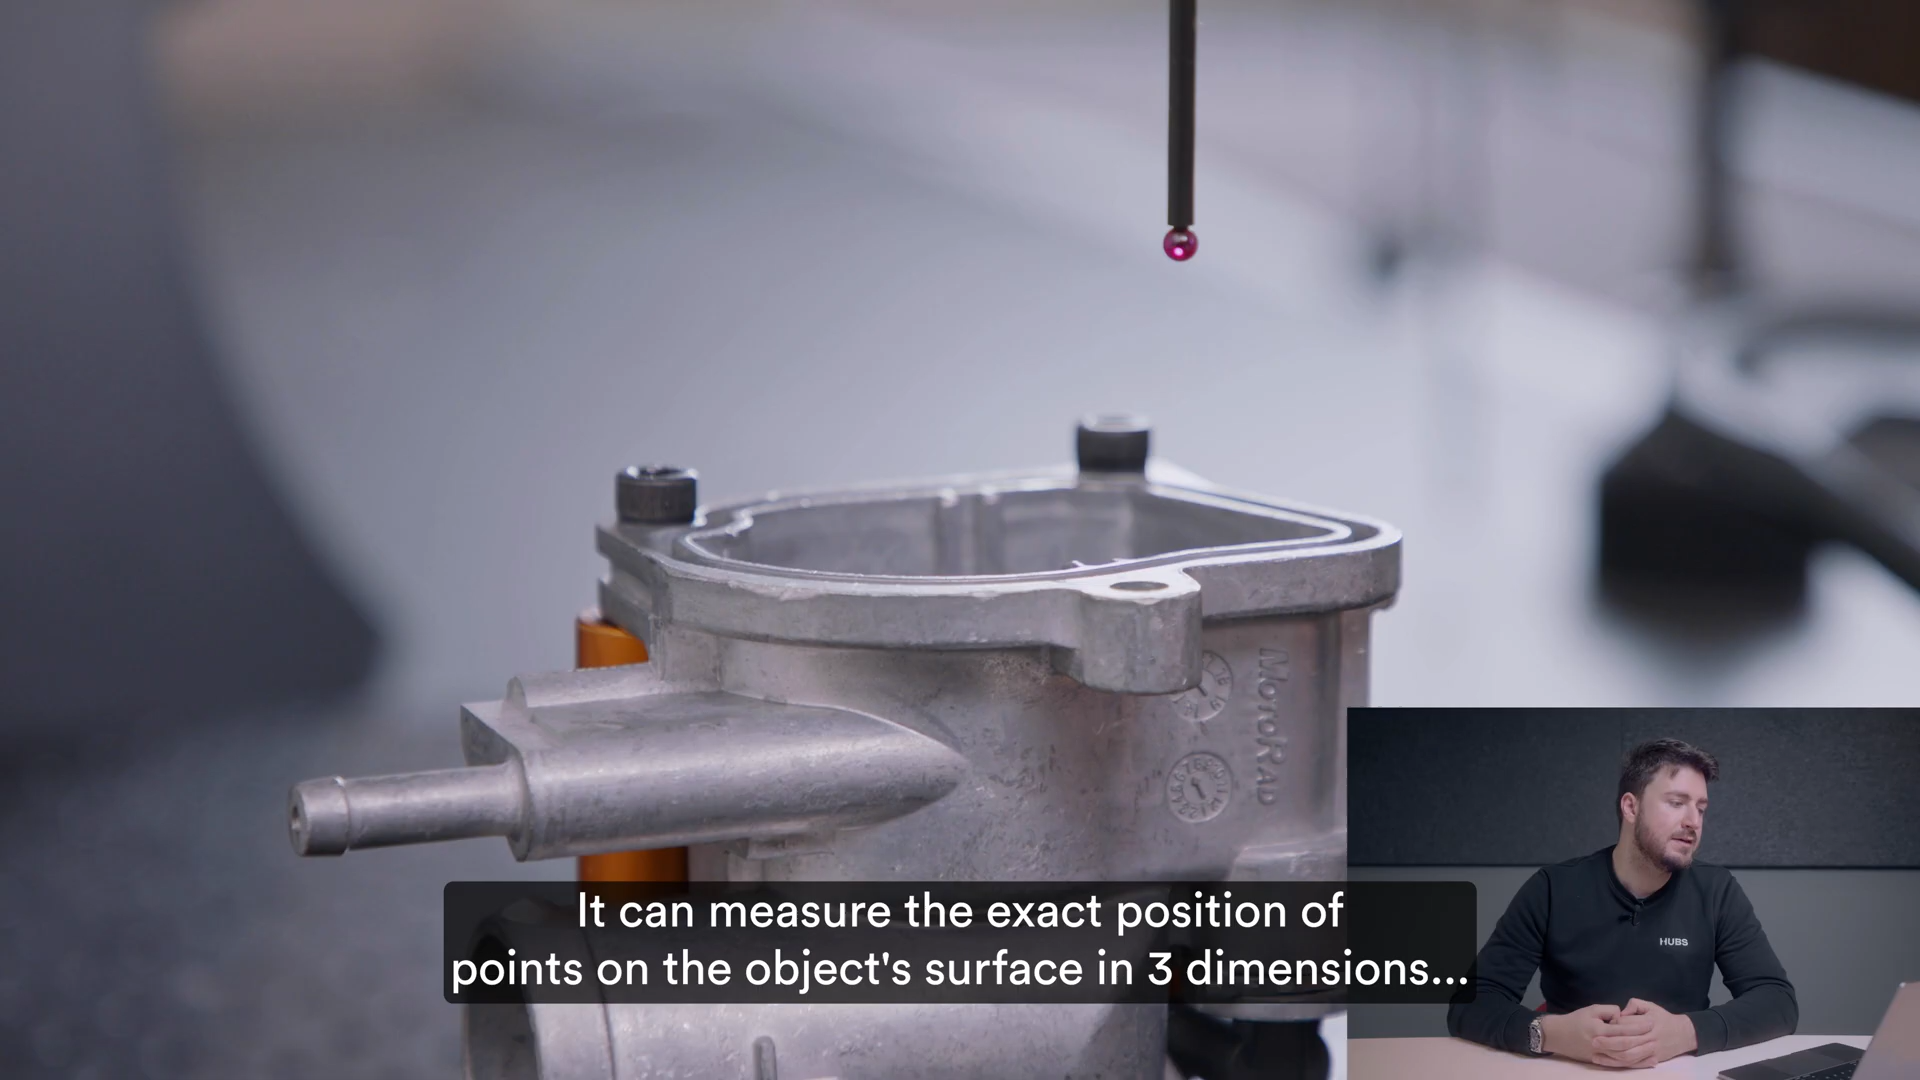 MotoRad
HUBS
It can measure the exact position of
points on the object's surface in 3 dimensions...